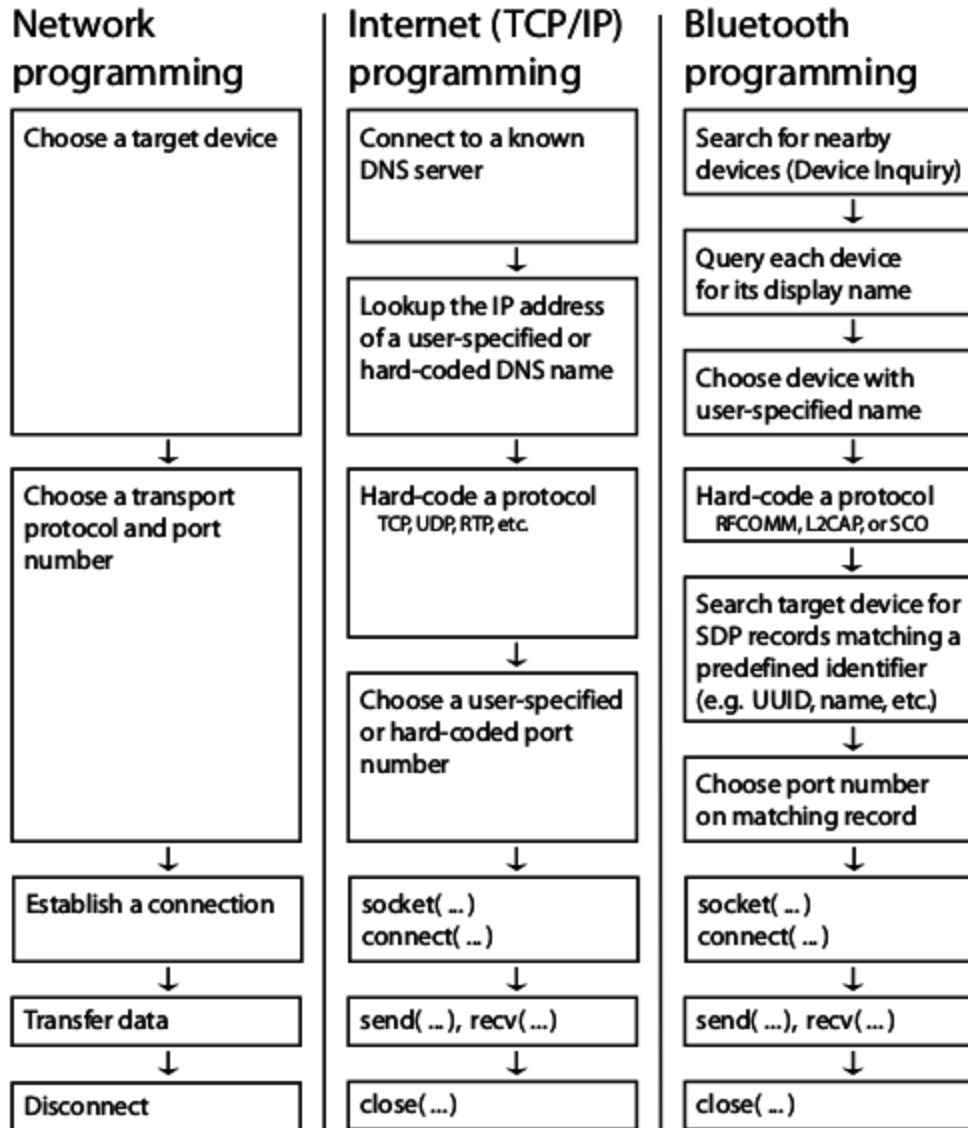 Network
programming
Choose a target device
Choose a transport
protocol and port
number
Establish a connection
Transfer data
Disconnect
Internet (TCP/IP)
programming
Connect to a known
DNS server
Lookup the IP address
of a user-specified or
hard-coded DNS name
Hard-code a protocol
TCP, UDP, RTP, etc.
Choose a user-specified
or hard-coded port
number
socket( ... )
connect( ... )
send( ...), recv( ...)
close( ...)
Bluetooth
programming
Search for nearby
devices (Device Inquiry)
Query each device
for its display name
Choose device with
user-specified name
Hard-code a protocol
RFCOMM, L2CAP, or SCO
Search target device for
SDP records matching a
predefined identifier
(e.g. UUID, name, etc.)
Choose port number
on matching record
socket( ... )
connect( ... )
send( ...), recv( ...)
close( ... )